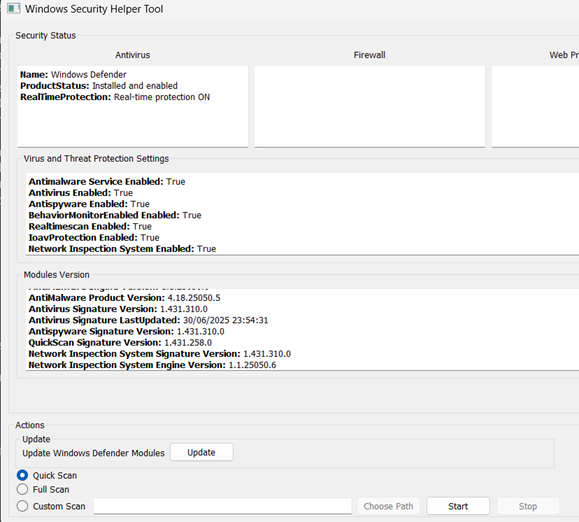 Windows Security Helper Tool
Security Status
Antivirus
Firewall
Web Pr
Name: Windows Defender
ProductStatus: Installed and enabled
RealTimeProtection: Real-time protection ON
Virus and Threat Protection Settings
Antimalware Service Enabled: True
Antivirus Enabled: True
Antispyware Enabled: True
BehaviorMonitorEnabled Enabled: True
Realtimescan Enabled: True
IoavProtection Enabled: True
Network Inspection System Enabled: True
Modules Version
AntiMalware Product Version: 4.18.25050.5
Antivirus Signature Version: 1.431.310.0
Antivirus Signature LastUpdated: 30/06/2025 23:54:31
Antispyware Signature Version: 1.431.310.0
QuickScan Signature Version: 1.431.258.0
Network Inspection System Signature Version: 1.431.310.0
Network Inspection System Engine Version: 1.1.25050.6
Actions
Update
Update Windows Defender Modules
Update
Quick Scan
Full Scan
Custom Scan
Choose Path
Start
Stop